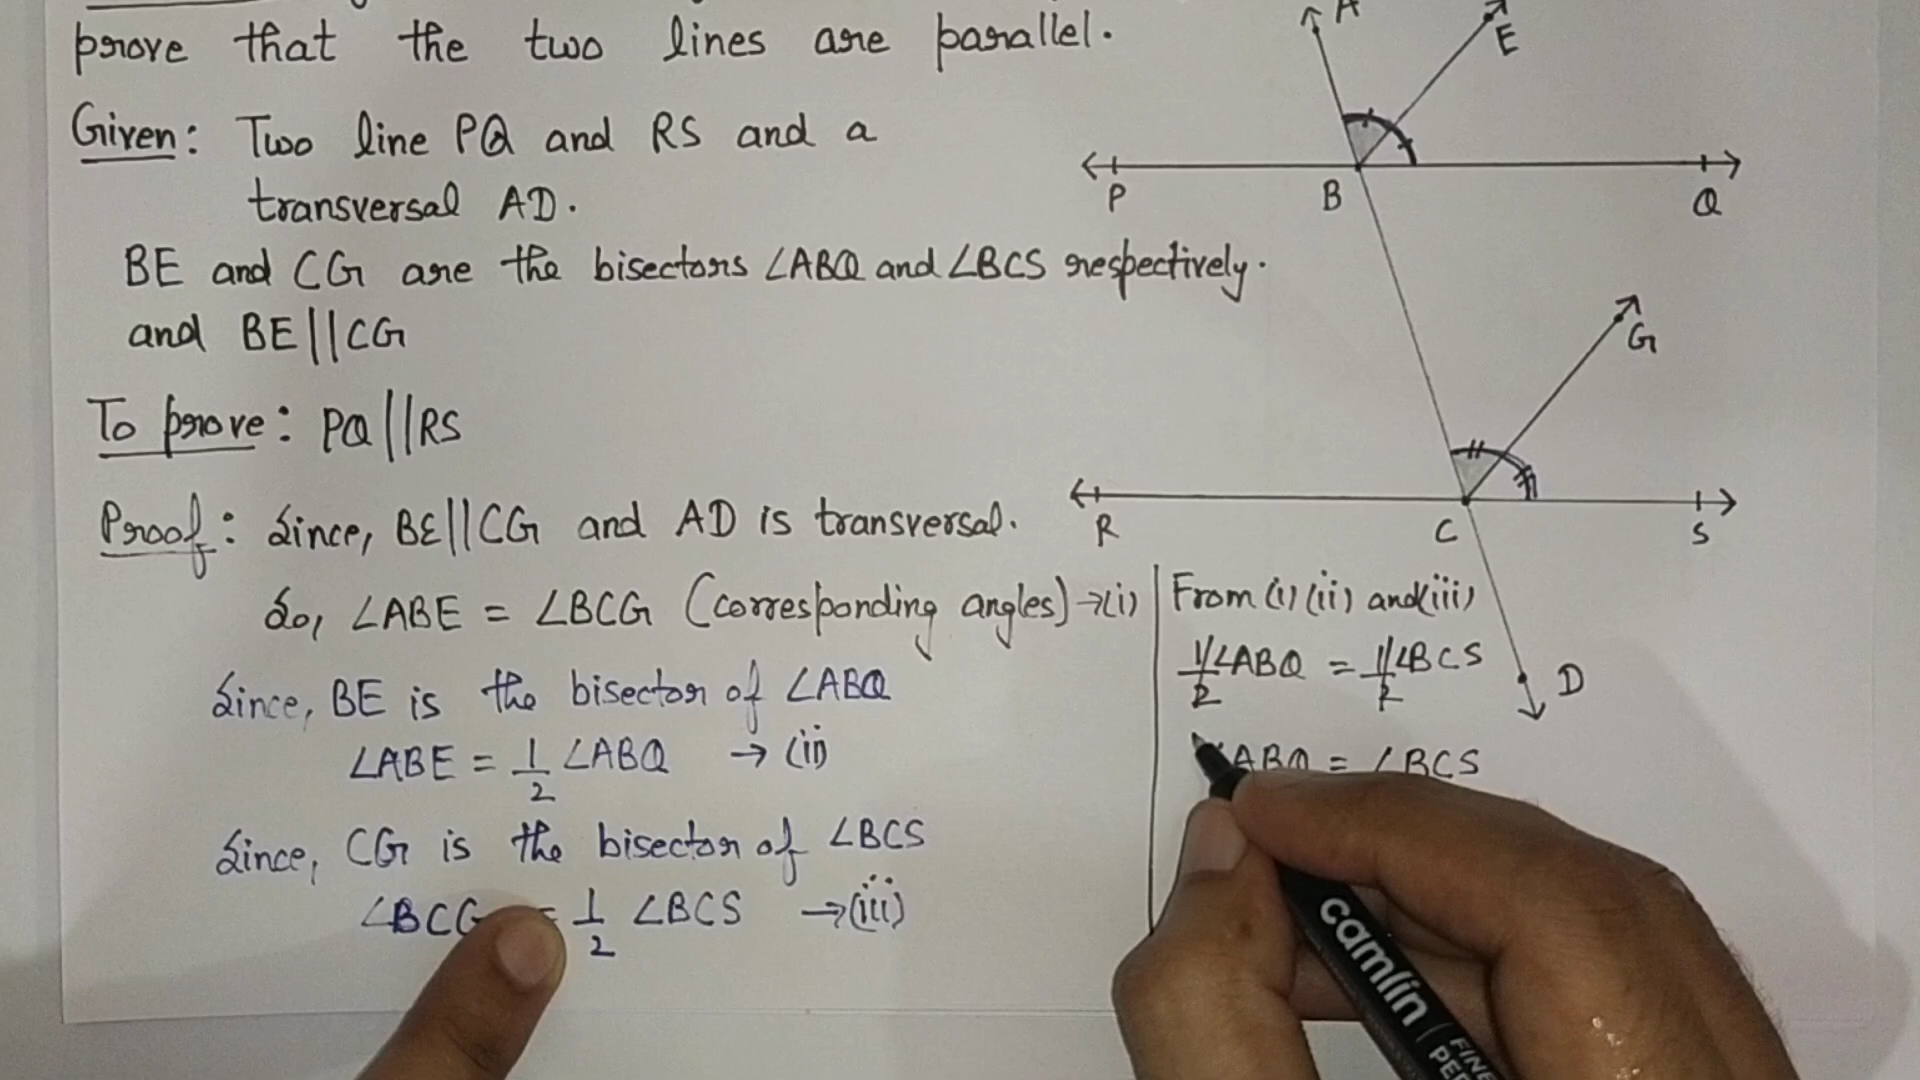 prove that the two lines are parallel.
Given: Two line PQ and RS and a
transversal AD.
BE and CG are the bisectors ∠ABQ and ∠BCS respectively.
and BE||CG
To prove: PQ||RS
Proof: Since, BE||CG and AD is transversal.
So, ∠ABE = ∠BCG (corresponding angles) → (i)
Since, BE is the bisector of ∠ABQ
∠ABE = 1/2 ∠ABQ → (ii)
Since, CG is the bisector of ∠BCS
∠BCG = 1/2 ∠BCS → (iii)
From (i) (ii) and (iii)
1/2 ∠ABQ = 1/2 ∠BCS
∠ABQ = ∠BCS
A
E
P
B
Q
G
R
C
S
D
camlin
FINE
PE